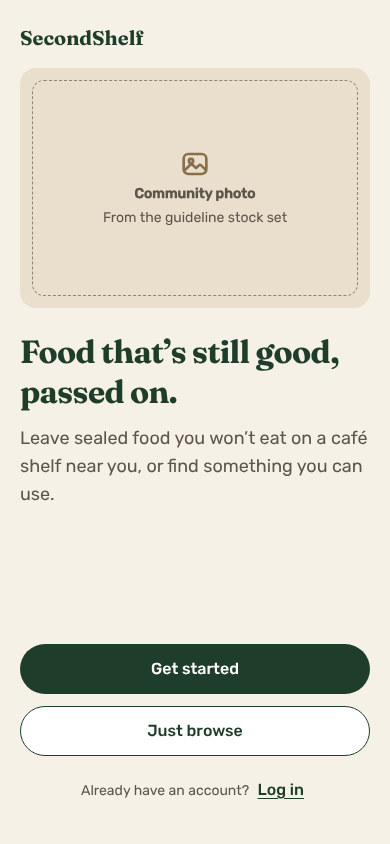 SecondShelf
Community photo
From the guideline stock set
Food that’s still good,
passed on.
Leave sealed food you won’t eat on a café
shelf near you, or find something you can
use.
Get started
Just browse
Already have an account? Log in